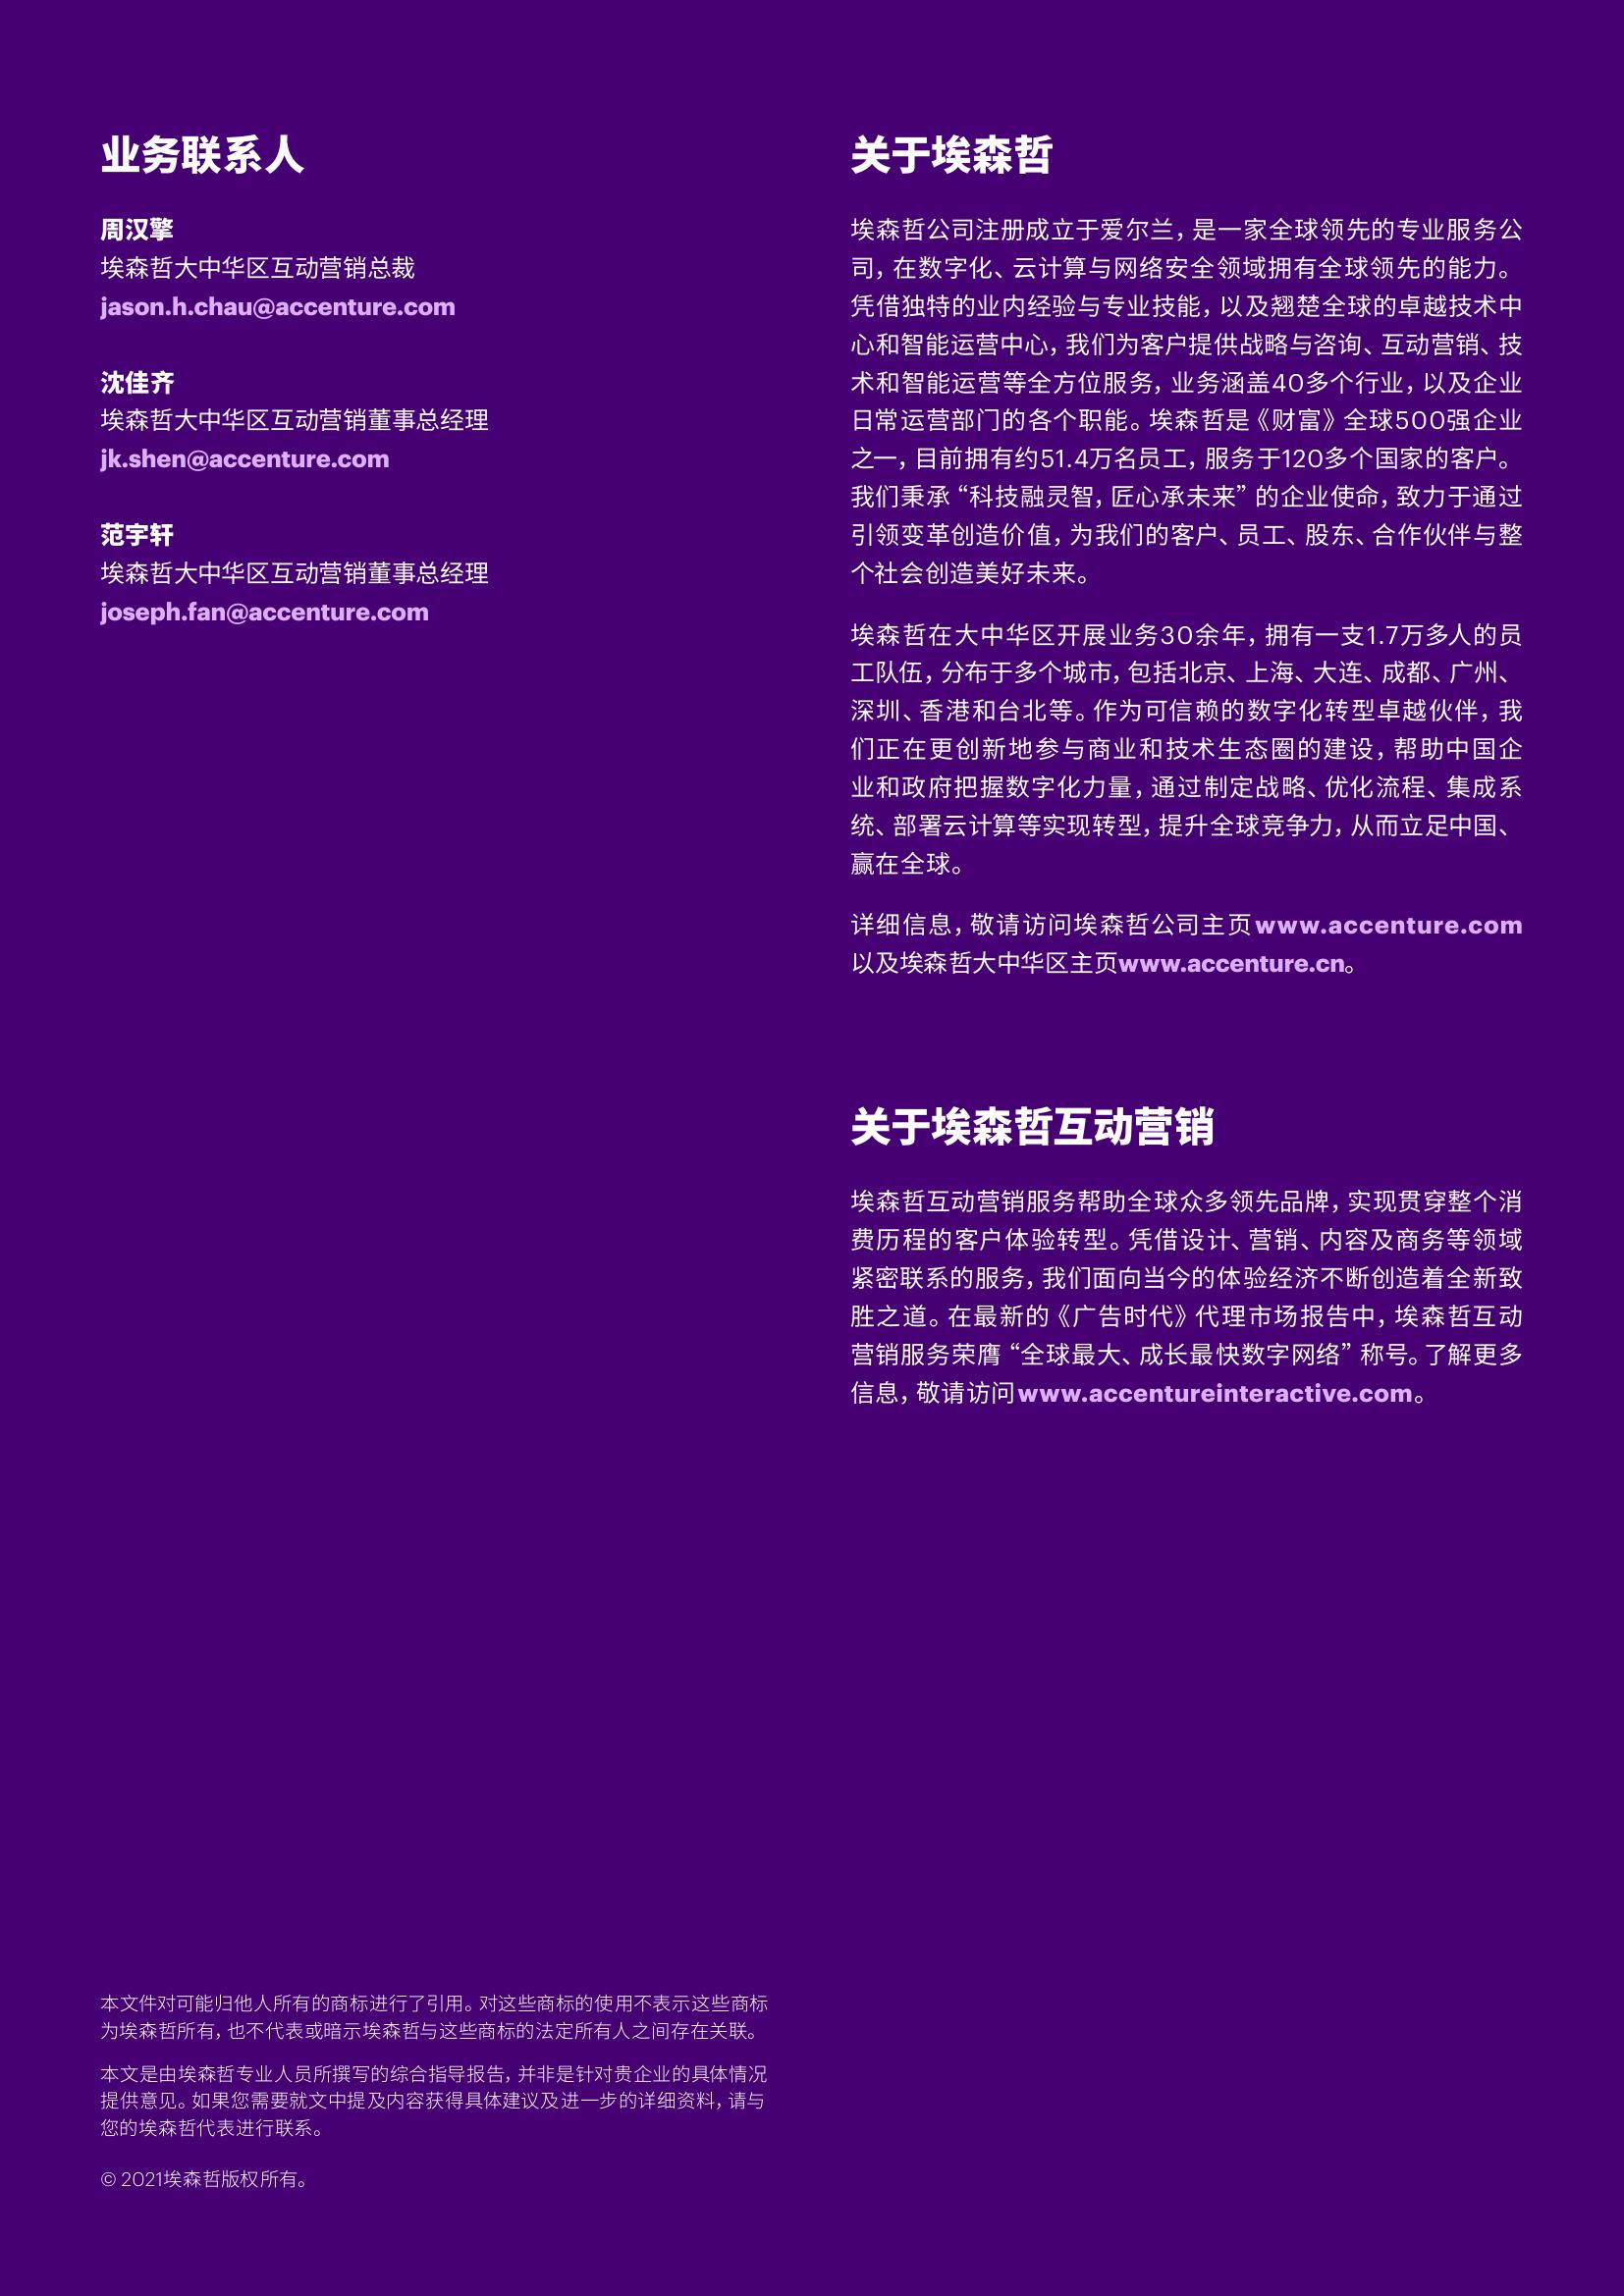 业务联系人
周汉擎
埃森哲大中华区互动营销总裁
jason.h.chau@accenture.com
沈佳齐
埃森哲大中华区互动营销董事总经理
jk.shen@accenture.com
范宇轩
埃森哲大中华区互动营销董事总经理
joseph.fan@accenture.com
关于埃森哲
埃森哲公司注册成立于爱尔兰，是一家全球领先的专业服务公
司，在数字化、云计算与网络安全领域拥有全球领先的能力。
凭借独特的业内经验与专业技能，以及翘楚全球的卓越技术中
心和智能运营中心，我们为客户提供战略与咨询、互动营销、技
术和智能运营等全方位服务，业务涵盖40多个行业，以及企业
日常运营部门的各个职能。埃森哲是《财富》全球500强企业
之一，目前拥有约51.4万名员工，服务于120多个国家的客户。
我们秉承“科技融灵智，匠心承未来”的企业使命，致力于通过
引领变革创造价值，为我们的客户、员工、股东、合作伙伴与整
个社会创造美好未来。
埃森哲在大中华区开展业务30余年，拥有一支1.7万多人的员
工队伍，分布于多个城市，包括北京、上海、大连、成都、广州、
深圳、香港和台北等。作为可信赖的数字化转型卓越伙伴，我
们正在更创新地参与商业和技术生态圈的建设，帮助中国企
业和政府把握数字化力量，通过制定战略、优化流程、集成系
统、部署云计算等实现转型，提升全球竞争力，从而立足中国、
赢在全球。
详细信息，敬请访问埃森哲公司主页www.accenture.com
以及埃森哲大中华区主页www.accenture.cn。
关于埃森哲互动营销
埃森哲互动营销服务帮助全球众多领先品牌，实现贯穿整个消
费历程的客户体验转型。凭借设计、营销、内容及商务等领域
紧密联系的服务，我们面向当今的体验经济不断创造着全新致
胜之道。在最新的《广告时代》代理市场报告中，埃森哲互动
营销服务荣膺“全球最大、成长最快数字网络”称号。了解更多
信息，敬请访问www.accentureinteractive.com。
本文件对可能归他人所有的商标进行了引用。对这些商标的使用不表示这些商标
为埃森哲所有，也不代表或暗示埃森哲与这些商标的法定所有人之间存在关联。
本文是由埃森哲专业人员所撰写的综合指导报告，并非是针对贵企业的具体情况
提供意见。如果您需要就文中提及内容获得具体建议及进一步的详细资料，请与
您的埃森哲代表进行联系。
© 2021埃森哲版权所有。